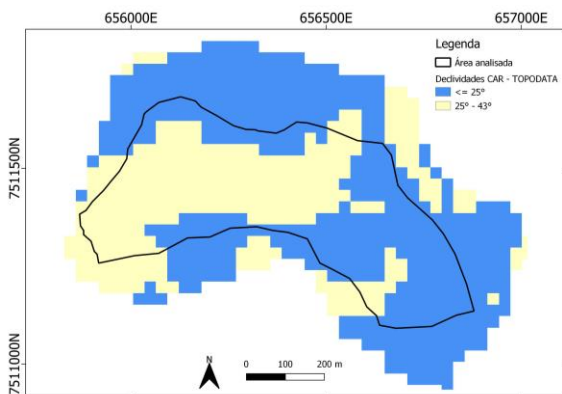 656000E 656500E 657000E
Legenda
Área analisada
Declividades CAR - TOPODATA
<= 25°
25° - 43°
7511500N
7511000N
N
0 100 200 m